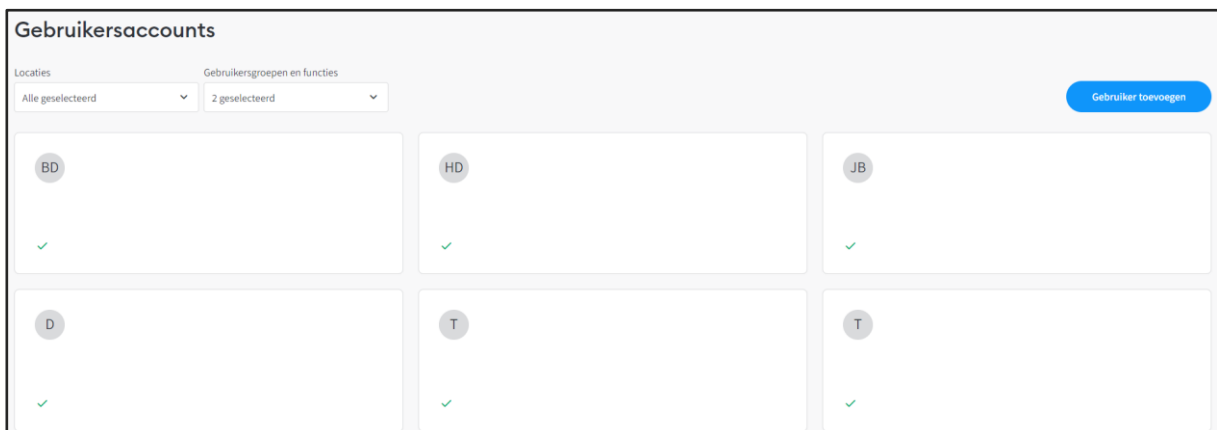 Gebruikersaccounts
Locaties Gebruikersgroepen en functies
Alle geselecteerd 2 geselecteerd Gebruiker toevoegen
BD HD JB
D T T